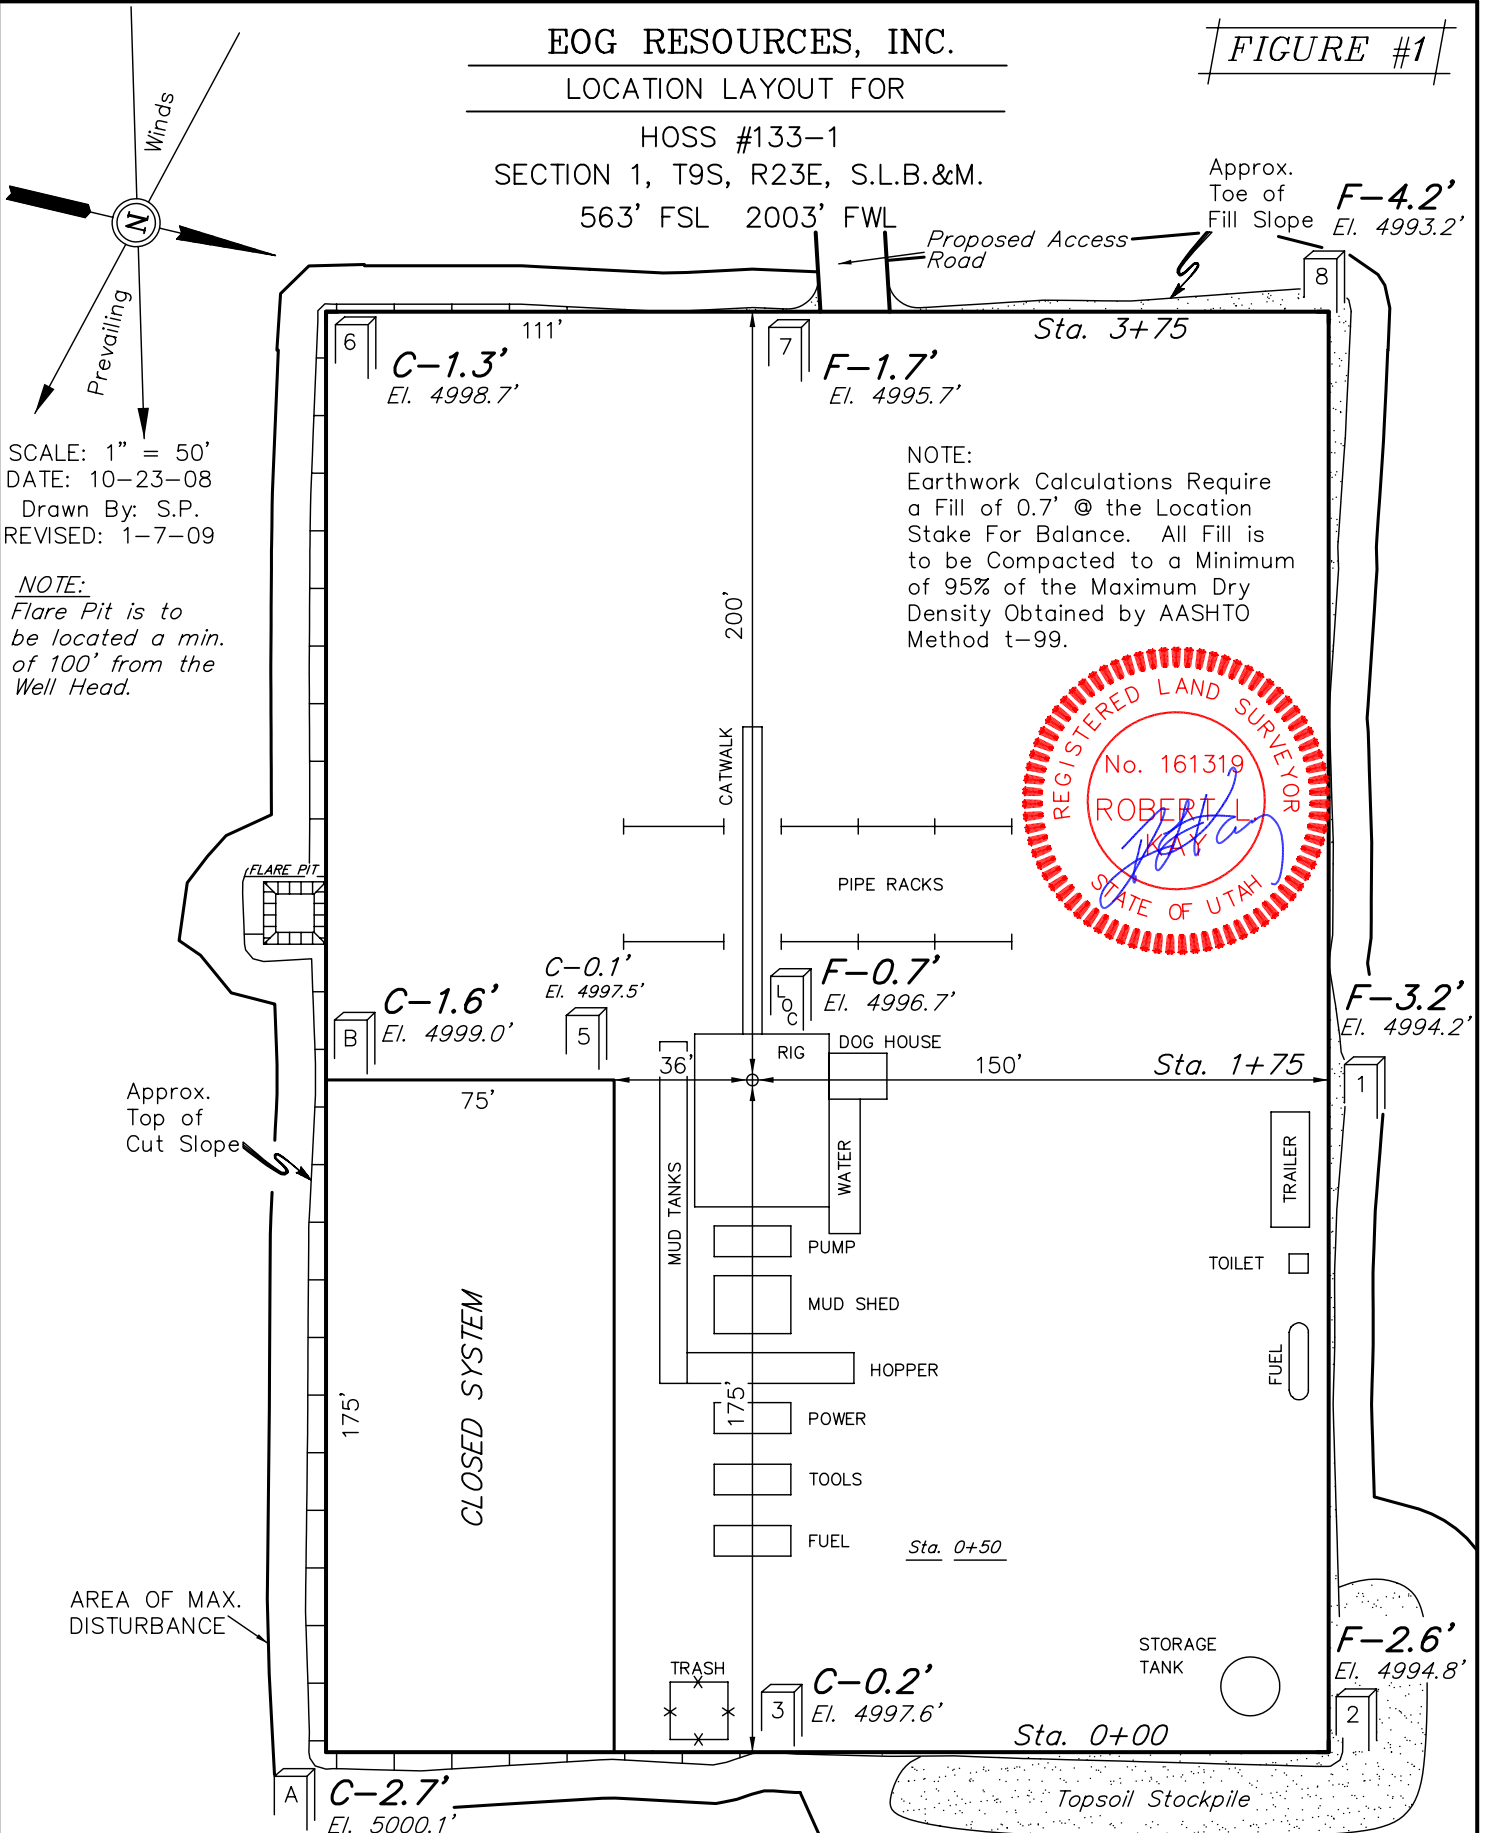 EOG RESOURCES, INC.
LOCATION LAYOUT FOR
HOSS #133-1
SECTION 1, T9S, R23E, S.L.B.&M.
563' FSL 2003' FWL
FIGURE #1
Winds
N
Prevailing
SCALE: 1" = 50'
DATE: 10-23-08
Drawn By: S.P.
REVISED: 1-7-09
NOTE:
Flare Pit is to
be located a min.
of 100' from the
Well Head.
Proposed Access
Road
Approx.
Toe of
Fill Slope
F-4.2'
El. 4993.2'
8
6
111'
C-1.3'
El. 4998.7'
7
F-1.7'
El. 4995.7'
Sta. 3+75
NOTE:
Earthwork Calculations Require
a Fill of 0.7' @ the Location
Stake For Balance. All Fill is
to be Compacted to a Minimum
of 95% of the Maximum Dry
Density Obtained by AASHTO
Method t-99.
200'
REGISTERED LAND SURVEYOR
No. 161319
ROBERT L.
KAY
STATE OF UTAH
CATWALK
PIPE RACKS
FLARE PIT
C-0.1'
El. 4997.5'
5
LOC
F-0.7'
El. 4996.7'
B
C-1.6'
El. 4999.0'
F-3.2'
El. 4994.2'
1
RIG
DOG HOUSE
36'
150'
Sta. 1+75
75'
Approx.
Top of
Cut Slope
MUD TANKS
WATER
TRAILER
PUMP
TOILET
MUD SHED
CLOSED SYSTEM
HOPPER
FUEL
175'
175'
POWER
TOOLS
FUEL
Sta. 0+50
AREA OF MAX.
DISTURBANCE
STORAGE
TANK
F-2.6'
El. 4994.8'
2
TRASH
3
C-0.2'
El. 4997.6'
Sta. 0+00
A
C-2.7'
El. 5000.1'
Topsoil Stockpile